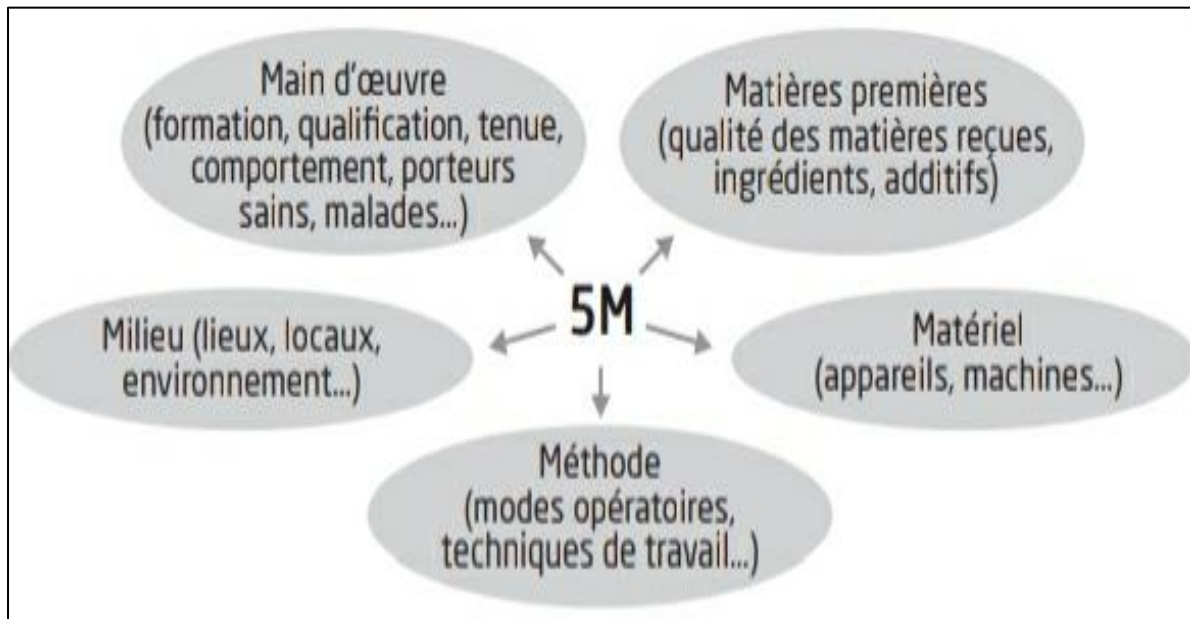 Main d'œuvre
(formation, qualification, tenue,
comportement, porteurs
sains, malades...)
Matières premières
(qualité des matières reçues,
ingrédients, additifs)
5M
Milieu (lieux, locaux,
environnement...)
Matériel
(appareils, machines...)
Méthode
(modes opératoires,
techniques de travail...)